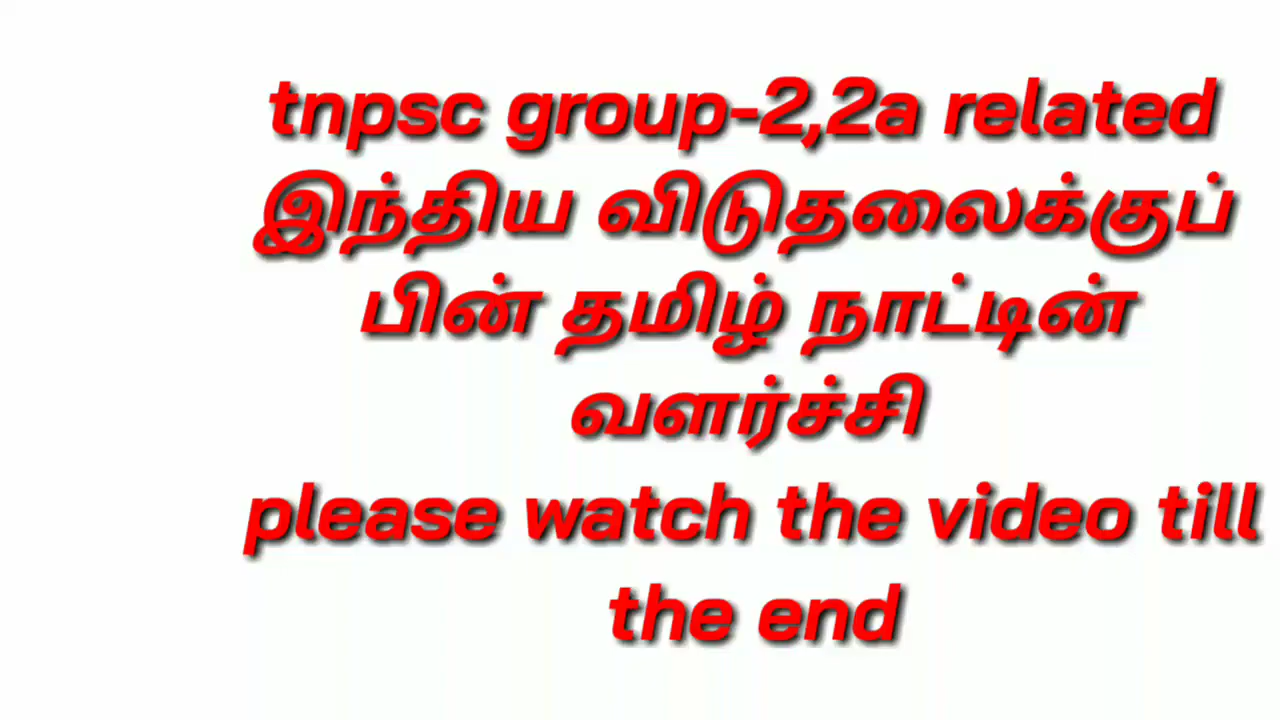 tnpsc group-2,2a related
இந்திய விடுதலைக்குப்
பின் தமிழ் நாட்டின்
வளர்ச்சி
please watch the video till
the end